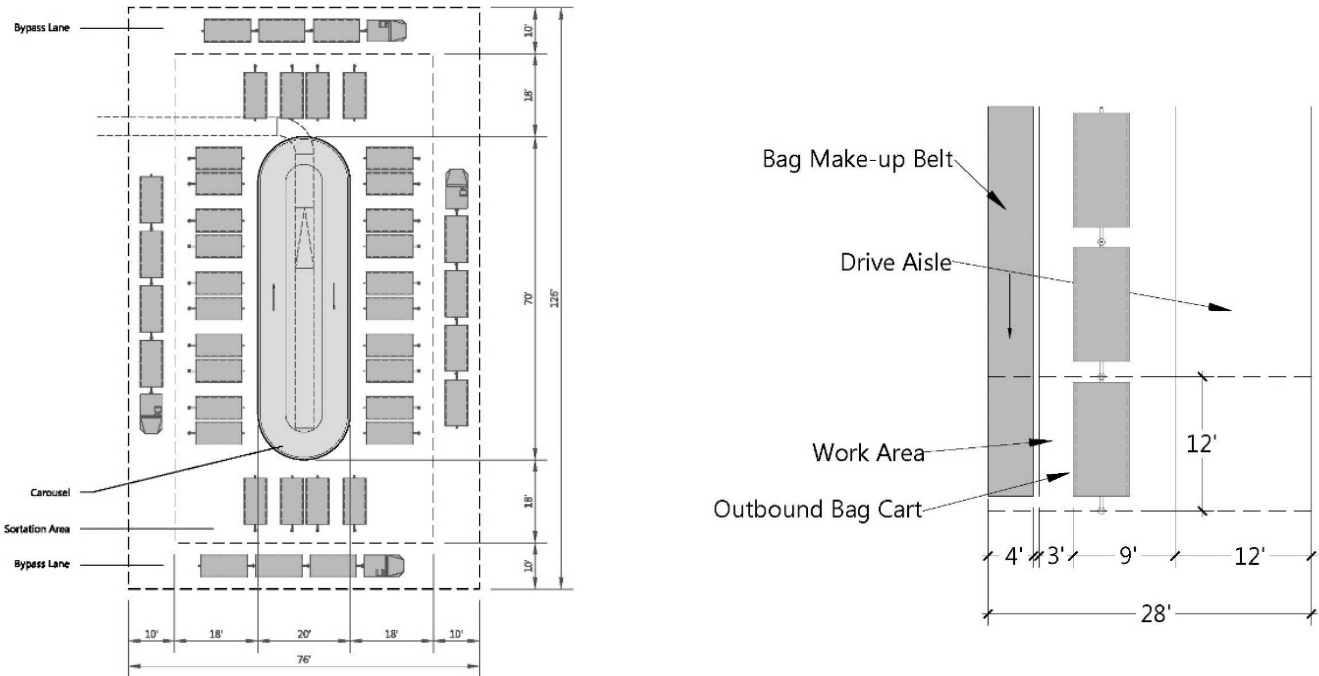 Bypass Lane
10'
18'
70'
126'
Carousel
Sortation Area
18'
Bypass Lane
10'
10'
18'
20'
18'
10'
76'
Bag Make-up Belt
Drive Aisle
Work Area
12'
Outbound Bag Cart
4'
3'
9'
12'
28'